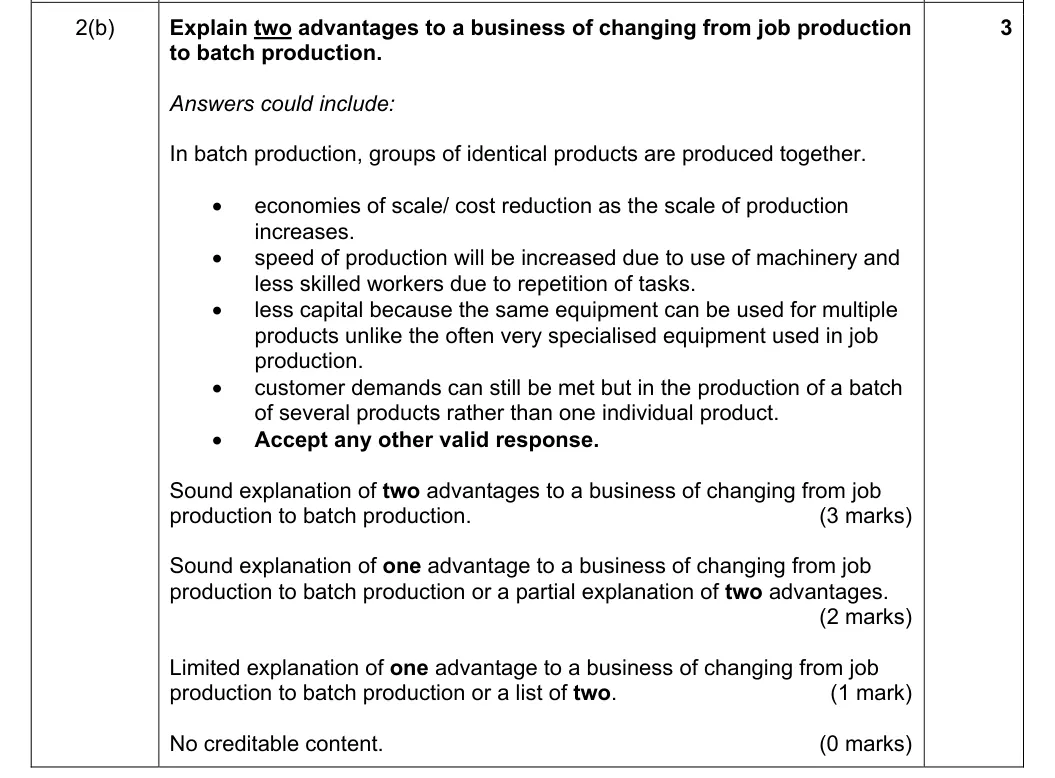 2(b)
Explain two advantages to a business of changing from job production
3
to batch production.
Answers could include:
In batch production, groups of identical products are produced together.
• economies of scale/ cost reduction as the scale of production
increases.
• speed of production will be increased due to use of machinery and
less skilled workers due to repetition of tasks.
• less capital because the same equipment can be used for multiple
products unlike the often very specialised equipment used in job
production.
• customer demands can still be met but in the production of a batch
of several products rather than one individual product.
• Accept any other valid response.
Sound explanation of two advantages to a business of changing from job
production to batch production. (3 marks)
Sound explanation of one advantage to a business of changing from job
production to batch production or a partial explanation of two advantages.
(2 marks)
Limited explanation of one advantage to a business of changing from job
production to batch production or a list of two. (1 mark)
No creditable content. (0 marks)